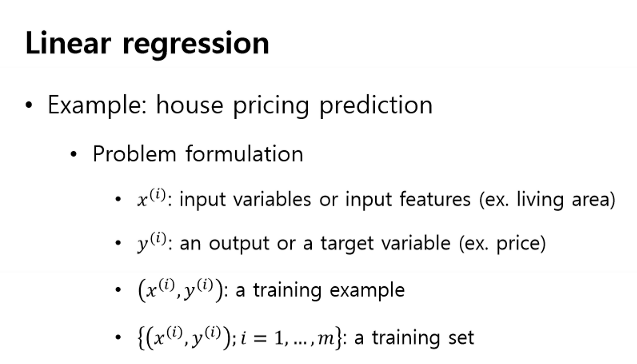 Linear regression
• Example: house pricing prediction
• Problem formulation
• x⁽ⁱ⁾: input variables or input features (ex. living area)
• y⁽ⁱ⁾: an output or a target variable (ex. price)
• (x⁽ⁱ⁾, y⁽ⁱ⁾): a training example
• {(x⁽ⁱ⁾, y⁽ⁱ⁾); i = 1, … , m}: a training set